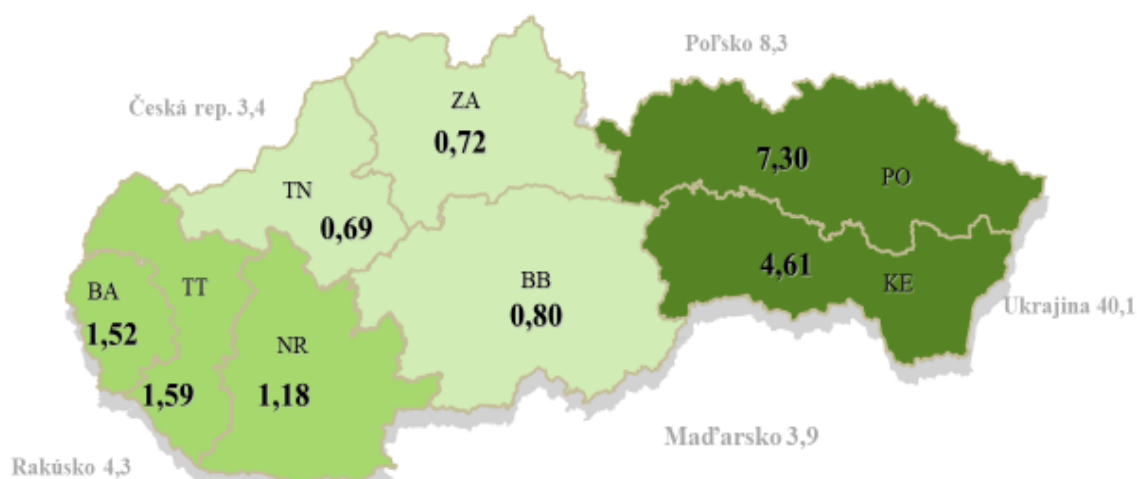 Poľsko 8,3
Česká rep. 3,4
ZA
0,72
7,30
PO
TN
0,69
4,61
KE
BA
1,52
TT
BB
0,80
Ukrajina 40,1
NR
1,59
1,18
Maďarsko 3,9
Rakúsko 4,3